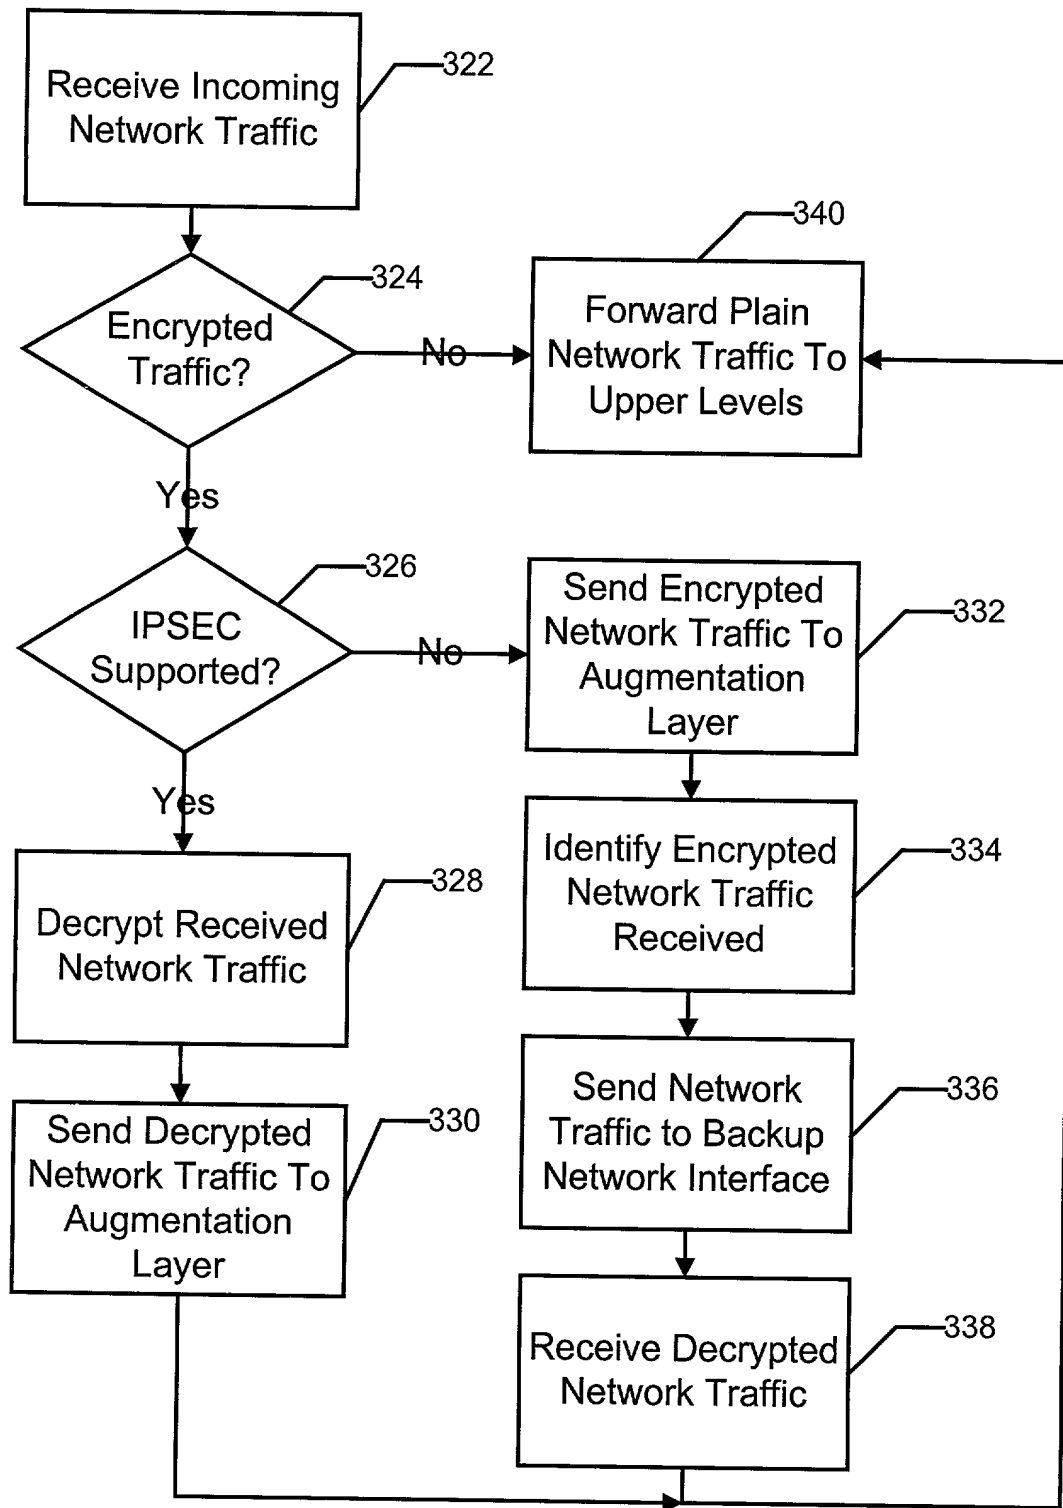 Receive Incoming
Network Traffic
322
Encrypted
Traffic?
324
No
340
Forward Plain
Network Traffic To
Upper Levels
Yes
IPSEC
Supported?
326
No
Send Encrypted
Network Traffic To
Augmentation
Layer
332
Yes
Identify Encrypted
Network Traffic
Received
334
Decrypt Received
Network Traffic
328
Send Network
Traffic to Backup
Network Interface
336
Send Decrypted
Network Traffic To
Augmentation
Layer
330
Receive Decrypted
Network Traffic
338